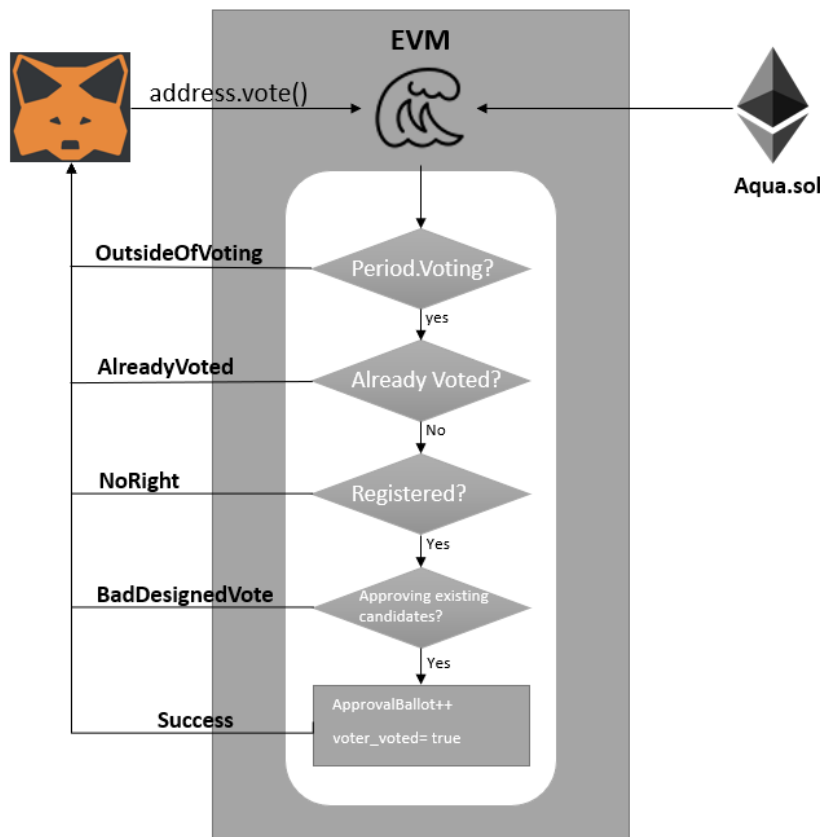 EVM
address.vote()
Aqua.sol
OutsideOfVoting
Period.Voting?
yes
AlreadyVoted
Already Voted?
No
NoRight
Registered?
Yes
BadDesignedVote
Approving existing
candidates?
Yes
Success
ApprovalBallot++
voter_voted= true